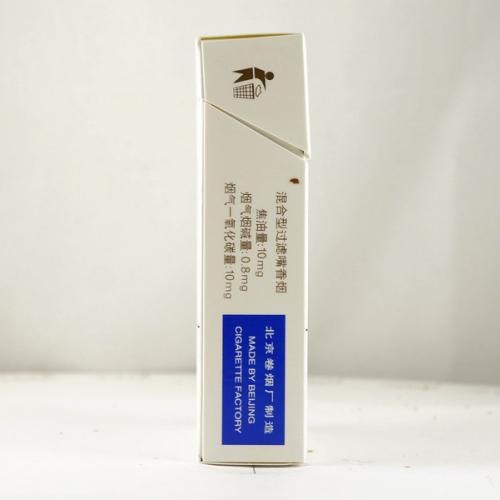 混合型过滤嘴香烟
焦油量:10mg
烟气烟碱量:0.8mg
烟气一氧化碳量:10mg
北京卷烟厂制造
MADE BY BEIJING
CIGARETTE FACTORY